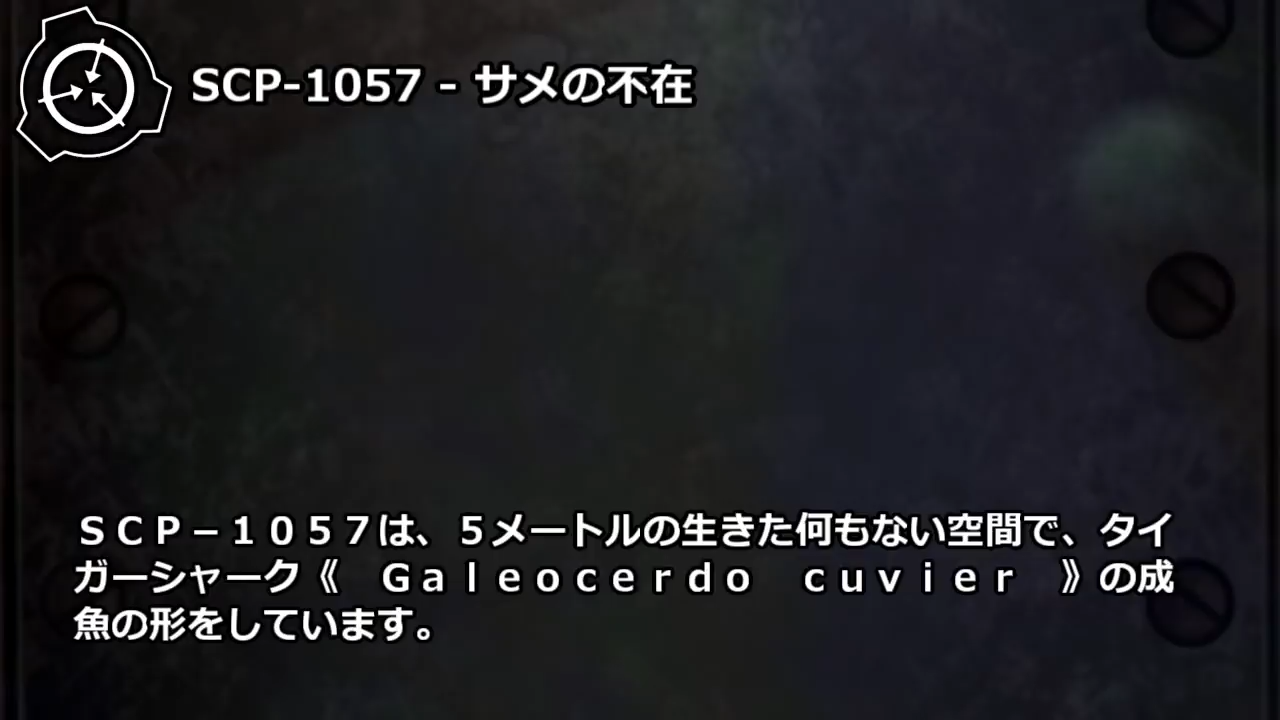 SCP-1057 - サメの不在
ＳＣＰ－１０５７は、５メートルの生きた何もない空間で、タイ
ガーシャーク《　Ｇａｌｅｏｃｅｒｄｏ　ｃｕｖｉｅｒ　》の成
魚の形をしています。